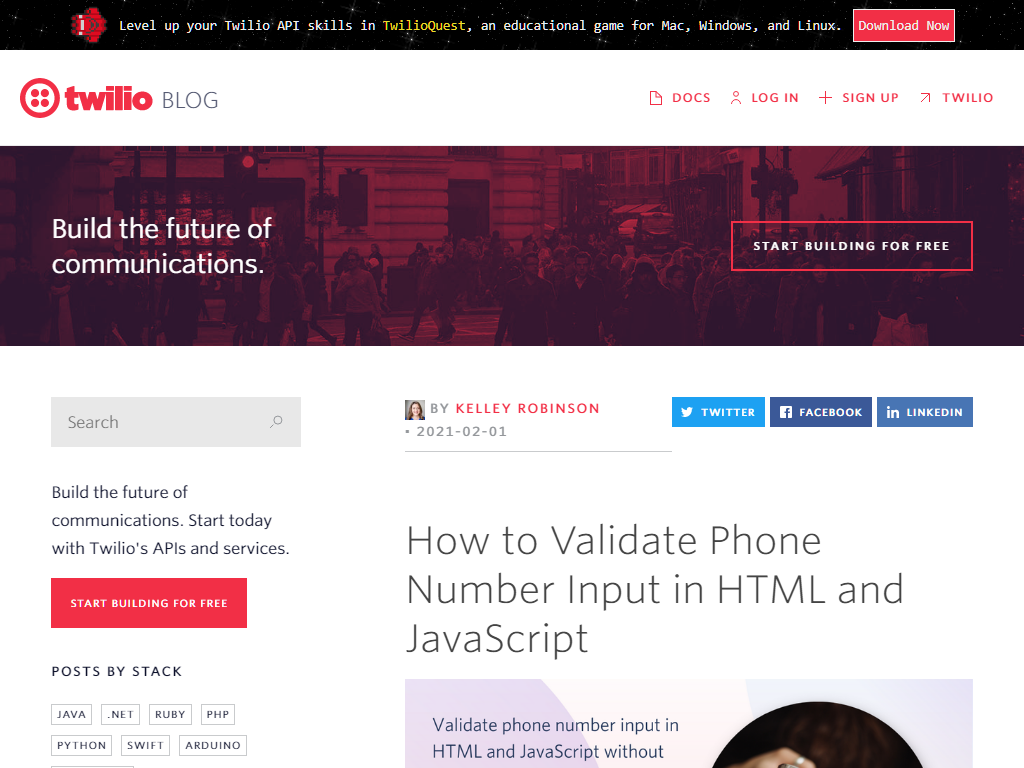 Level up your Twilio API skills in TwilioQuest, an educational game for Mac, Windows, and Linux. Download Now
twilio BLOG
DOCS LOG IN SIGN UP TWILIO
Build the future of
communications.
START BUILDING FOR FREE
Search
Build the future of
communications. Start today
with Twilio's APIs and services.
START BUILDING FOR FREE
POSTS BY STACK
JAVA .NET RUBY PHP
PYTHON SWIFT ARDUINO
BY KELLEY ROBINSON
▪ 2021-02-01
TWITTER FACEBOOK LINKEDIN
How to Validate Phone
Number Input in HTML and
JavaScript
Validate phone number input in
HTML and JavaScript without